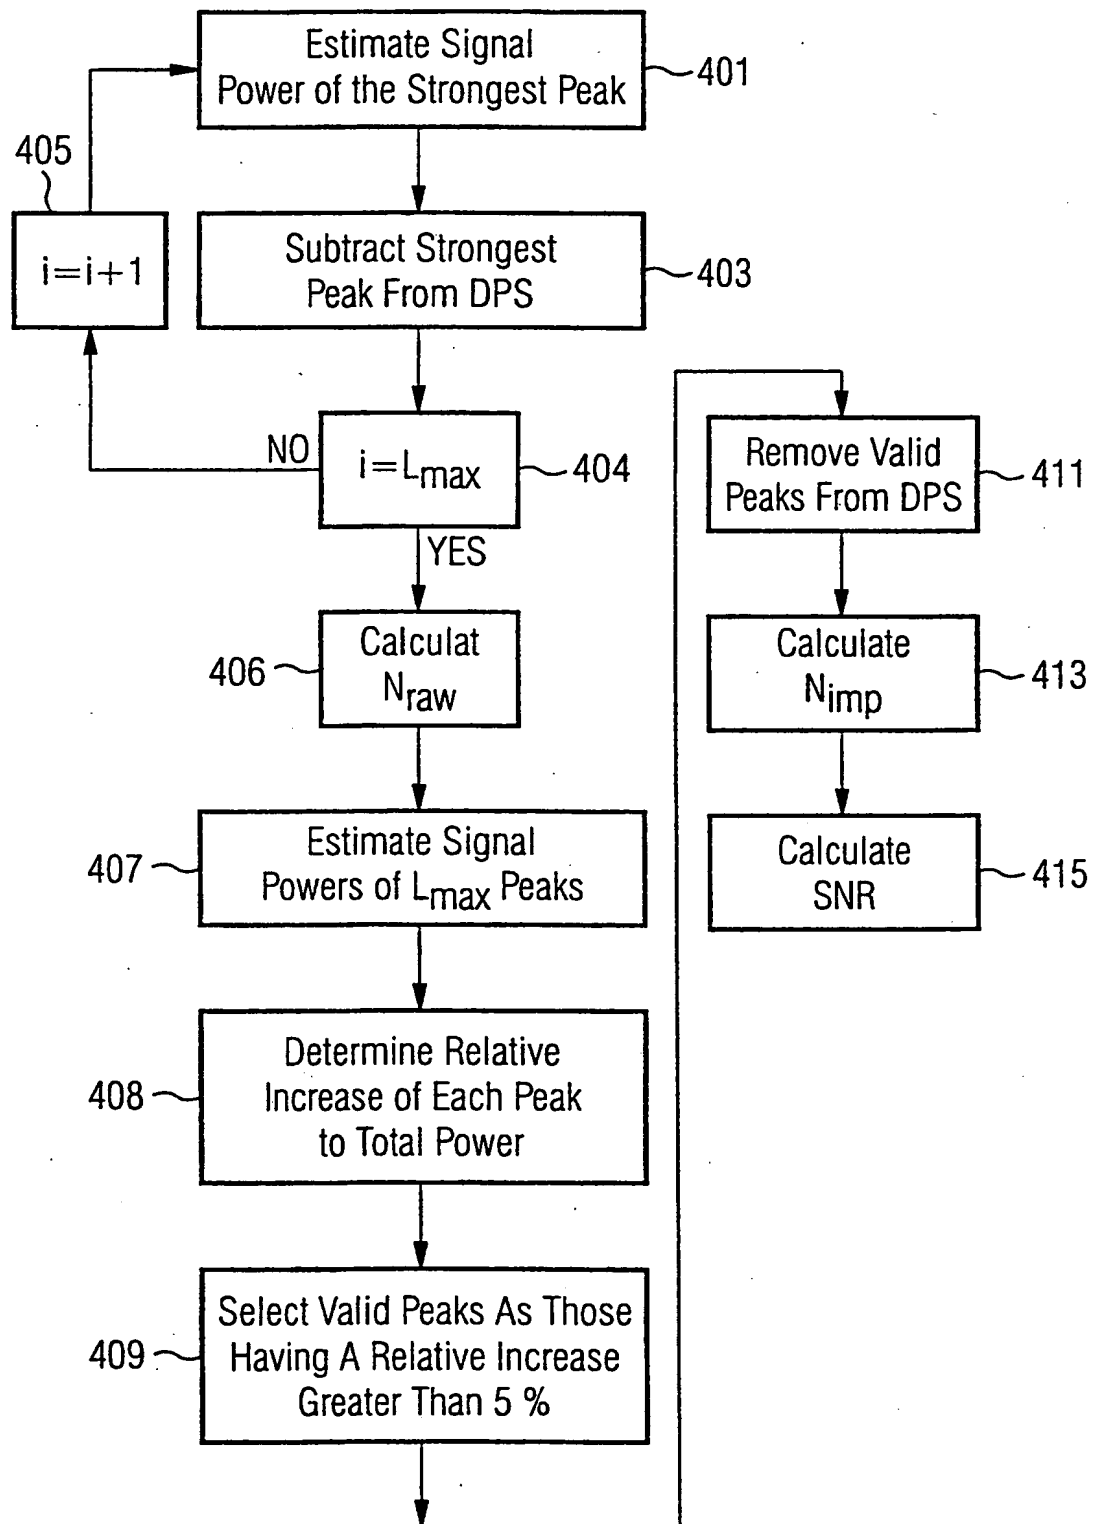 Estimate Signal
Power of the Strongest Peak
401
405
i=i+1
Subtract Strongest
Peak From DPS
403
NO
i=Lmax
404
YES
Calculat
Nraw
406
Estimate Signal
Powers of Lmax Peaks
407
Determine Relative
Increase of Each Peak
to Total Power
408
Select Valid Peaks As Those
Having A Relative Increase
Greater Than 5 %
409
Remove Valid
Peaks From DPS
411
Calculate
Nimp
413
Calculate
SNR
415